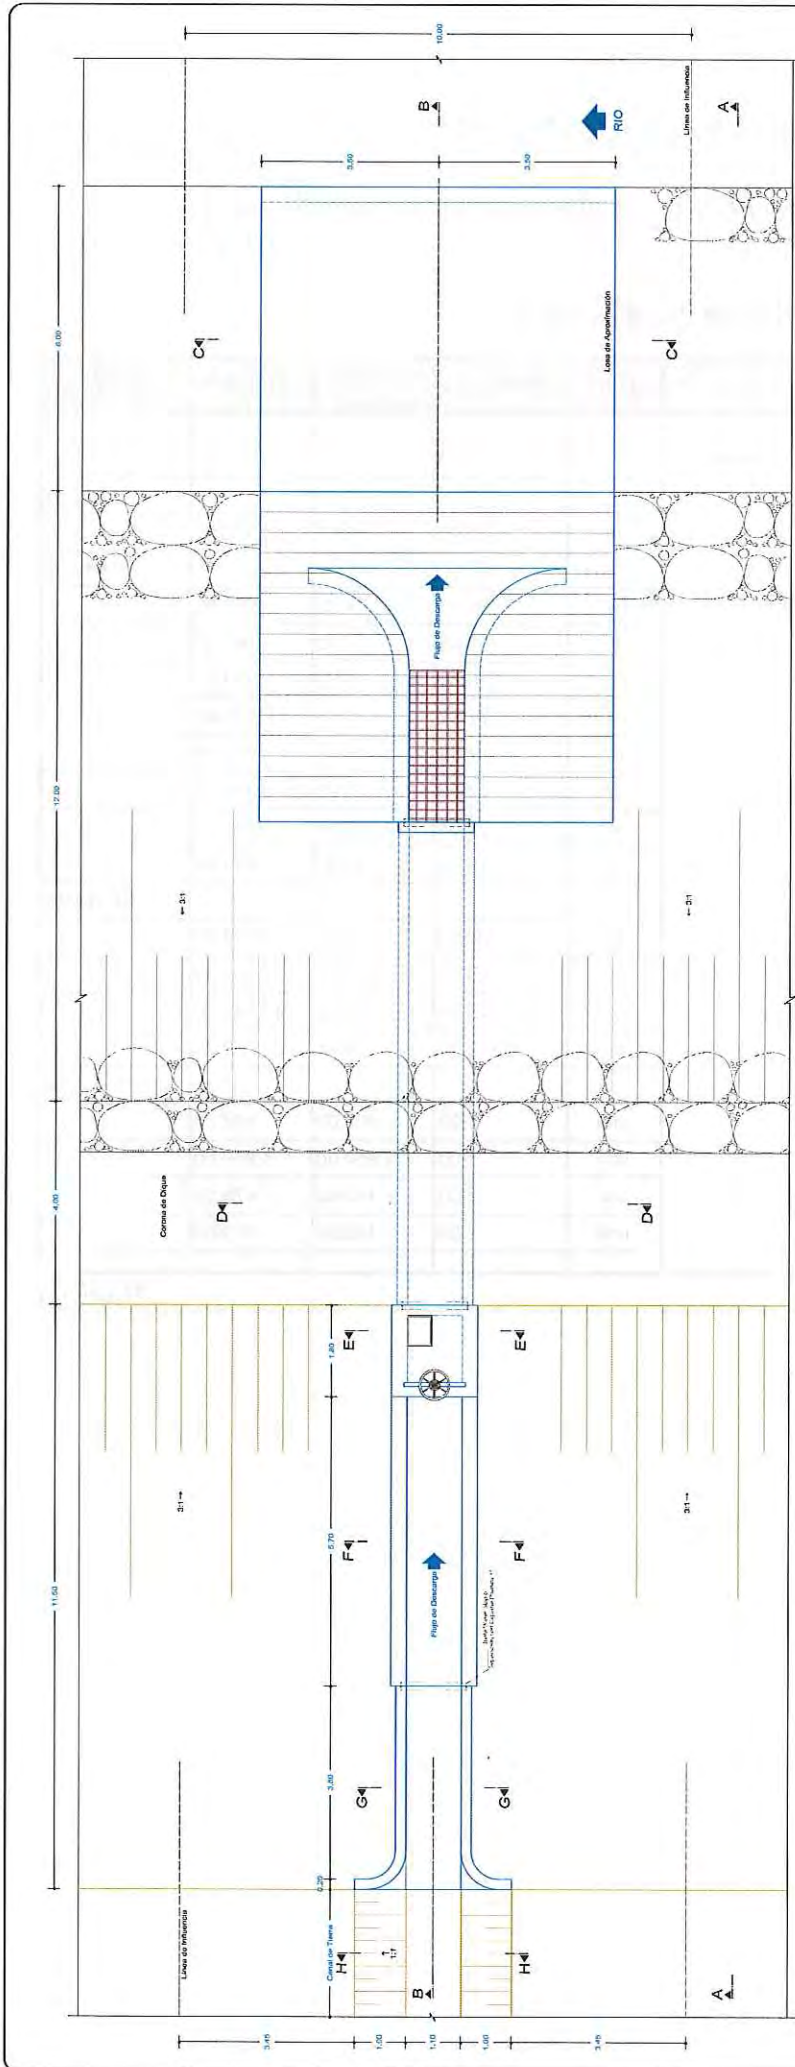 10.00
B
A
RIO
Línea de Influencia
3.50
3.50
6.00
C
C
Losa de Aproximación
Flujo de Descarga
12.00
← 3:1
← 3:1
4.00
Corona de Dique
D
D
11.50
E
E
1.80
3:1 →
3:1 →
5.70
F
F
Flujo de Descarga
G
G
3.80
0.20
Línea de Influencia
Canal de Tierra
H
H
1:1
B
A
3.45
1.00
1.10
1.00
3.45